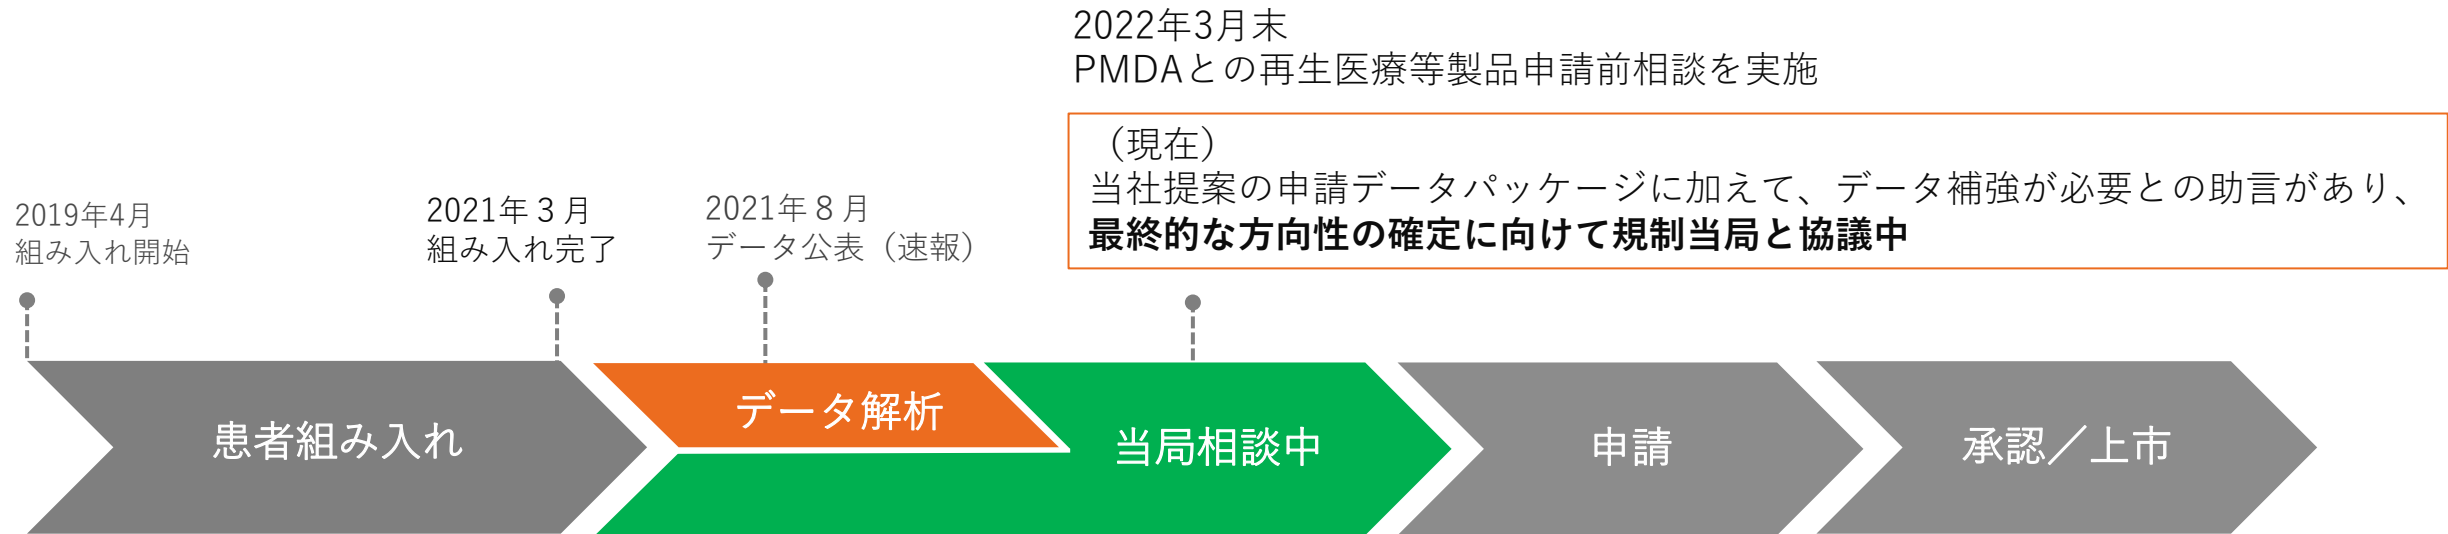 2022年3月末
PMDAとの再生医療等製品申請前相談を実施
（現在）
当社提案の申請データパッケージに加えて、データ補強が必要との助言があり、
最終的な方向性の確定に向けて規制当局と協議中
2019年4月
組み入れ開始
2021年３月
組み入れ完了
2021年８月
データ公表（速報）
患者組み入れ
データ解析
当局相談中
申請
承認／上市